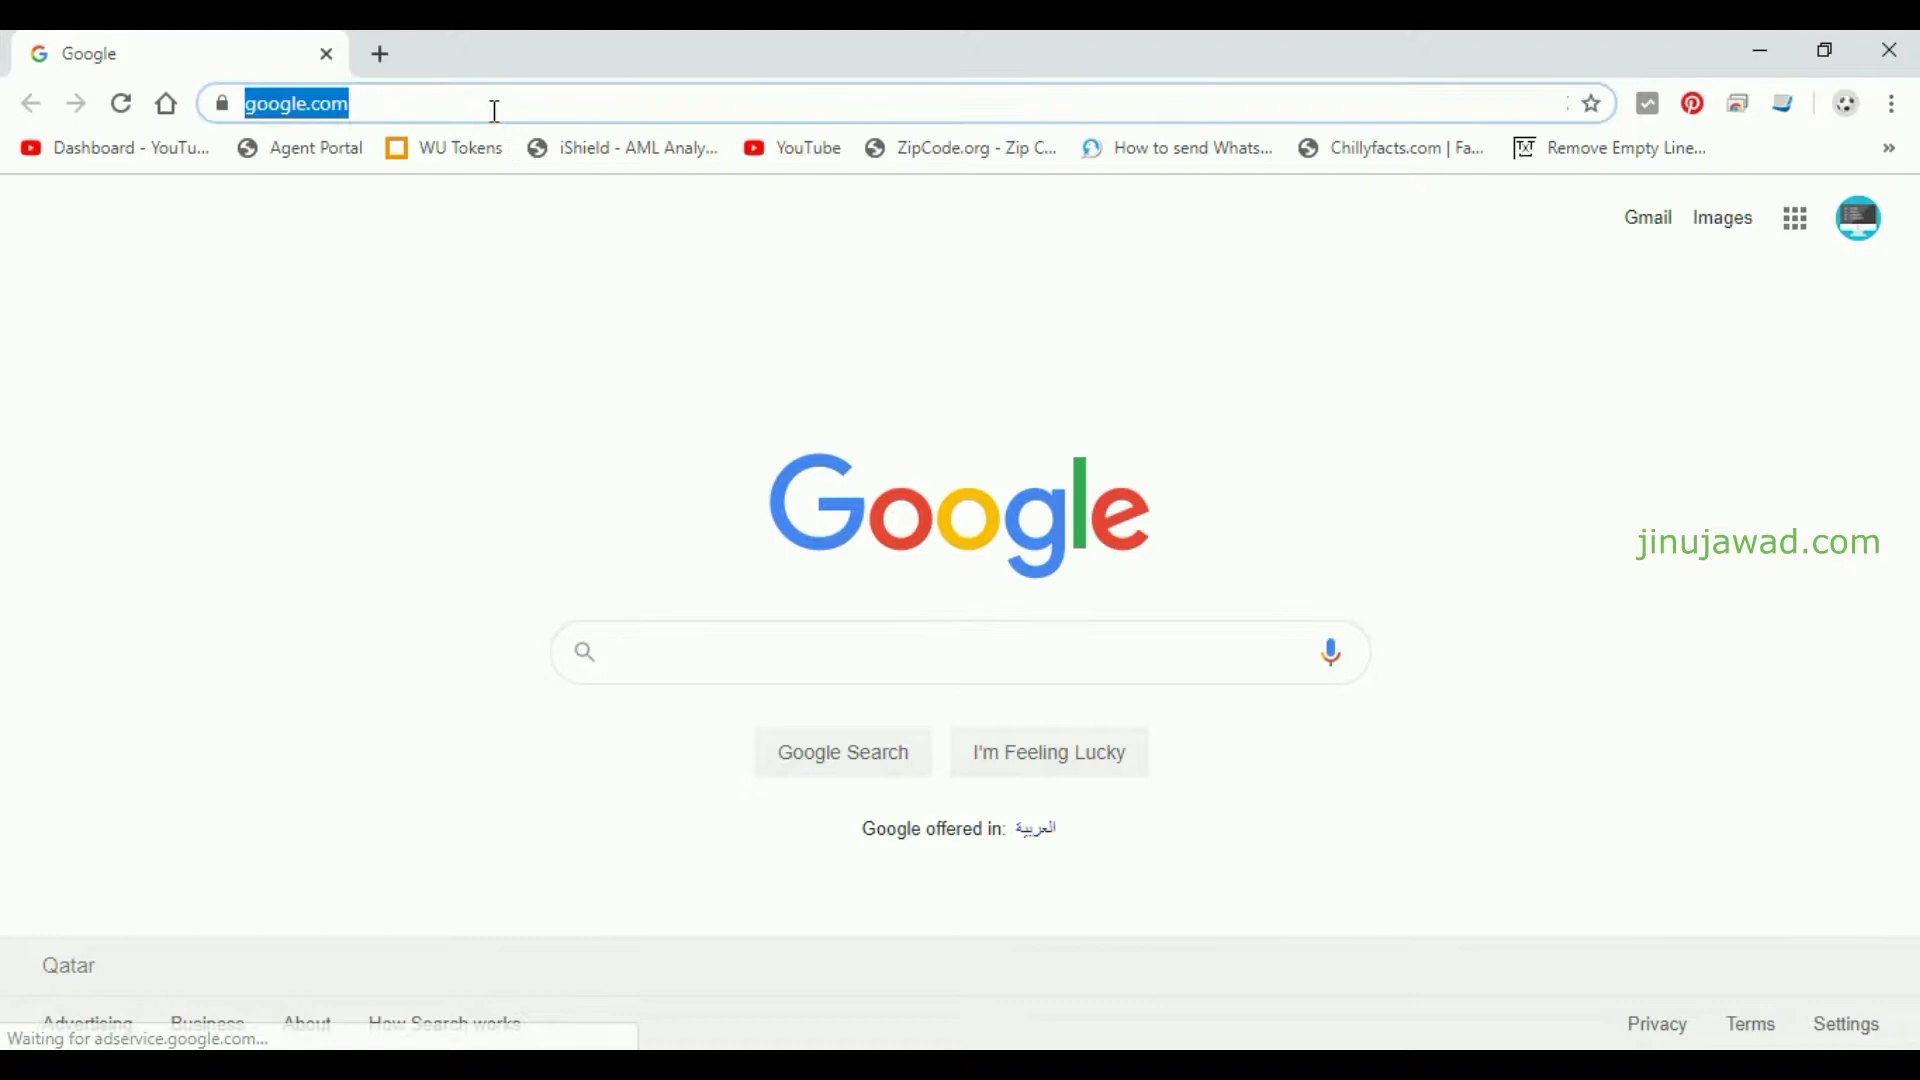 Google
google.com
Dashboard - YouTu...
Agent Portal
WU Tokens
iShield - AML Analy...
YouTube
ZipCode.org - Zip C...
How to send Whats...
Chillyfacts.com | Fa...
TXT
Remove Empty Line...
»
Gmail
Images
Google
jinujawad.com
Google Search
I'm Feeling Lucky
Google offered in: العربية
Qatar
Advertising
Business
About
How Search works
Privacy
Terms
Settings
Waiting for adservice.google.com...